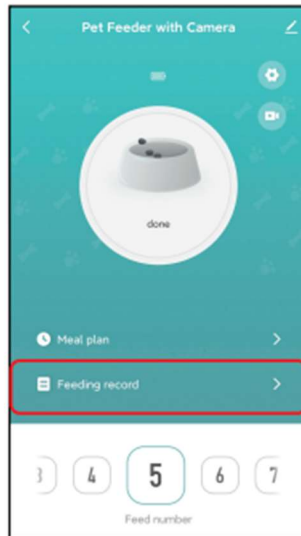 Pet Feeder with Camera
done
Meal plan
Feeding record
3 4 5 6 7
Feed number